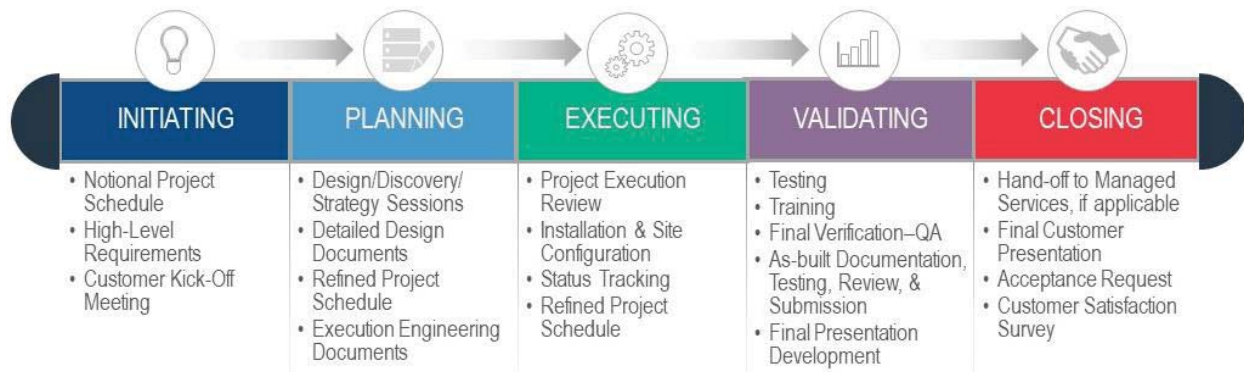 INITIATING
PLANNING
EXECUTING
VALIDATING
CLOSING
• Notional Project
Schedule
• High-Level
Requirements
• Customer Kick-Off
Meeting
• Design/Discovery/
Strategy Sessions
• Detailed Design
Documents
• Refined Project
Schedule
• Execution Engineering
Documents
• Project Execution
Review
• Installation & Site
Configuration
• Status Tracking
• Refined Project
Schedule
• Testing
• Training
• Final Verification–QA
• As-built Documentation,
Testing, Review, &
Submission
• Final Presentation
Development
• Hand-off to Managed
Services, if applicable
• Final Customer
Presentation
• Acceptance Request
• Customer Satisfaction
Survey